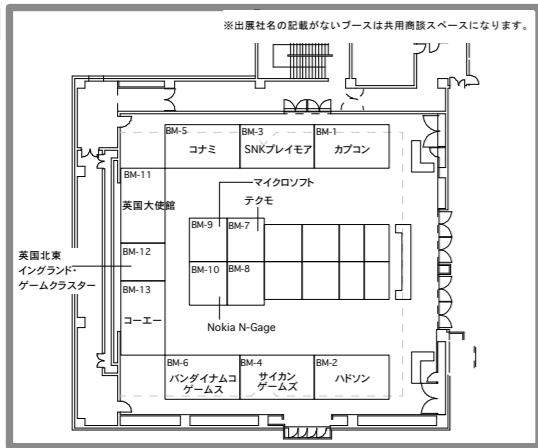 ※出展社名の記載がないブースは共用商談スペースになります。
BM-5
コナミ
BM-3
SNKプレイモア
BM-1
カプコン
BM-11
英国大使館
マイクロソフト
テクモ
BM-9
BM-7
BM-12
英国北東
イングランド・
ゲームクラスター
BM-10
BM-8
BM-13
コーエー
Nokia N-Gage
BM-6
バンダイナムコ
ゲームス
BM-4
サイカン
ゲームズ
BM-2
ハドソン